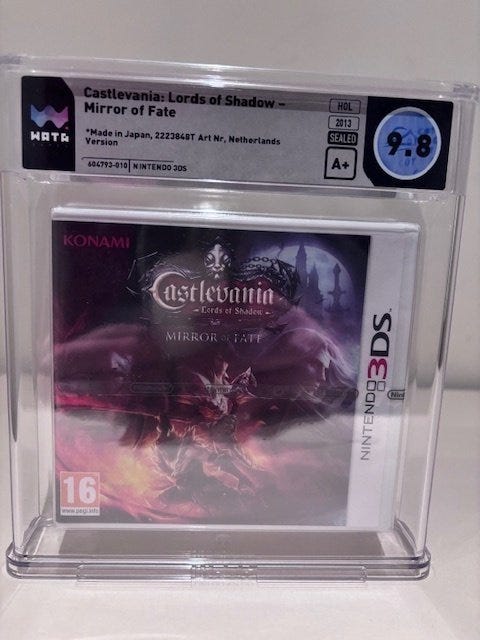 Castlevania: Lords of Shadow –
Mirror of Fate
*Made in Japan, 2223848T Art Nr, Netherlands
Version
604793-010 NINTENDO 3DS
WATA
HOL
2013
SEALED
A+
9.8
KONAMI
Castlevania
Lords of Shadow
MIRROR OF FATE
NINTENDO 3DS
16
www.pegi.info